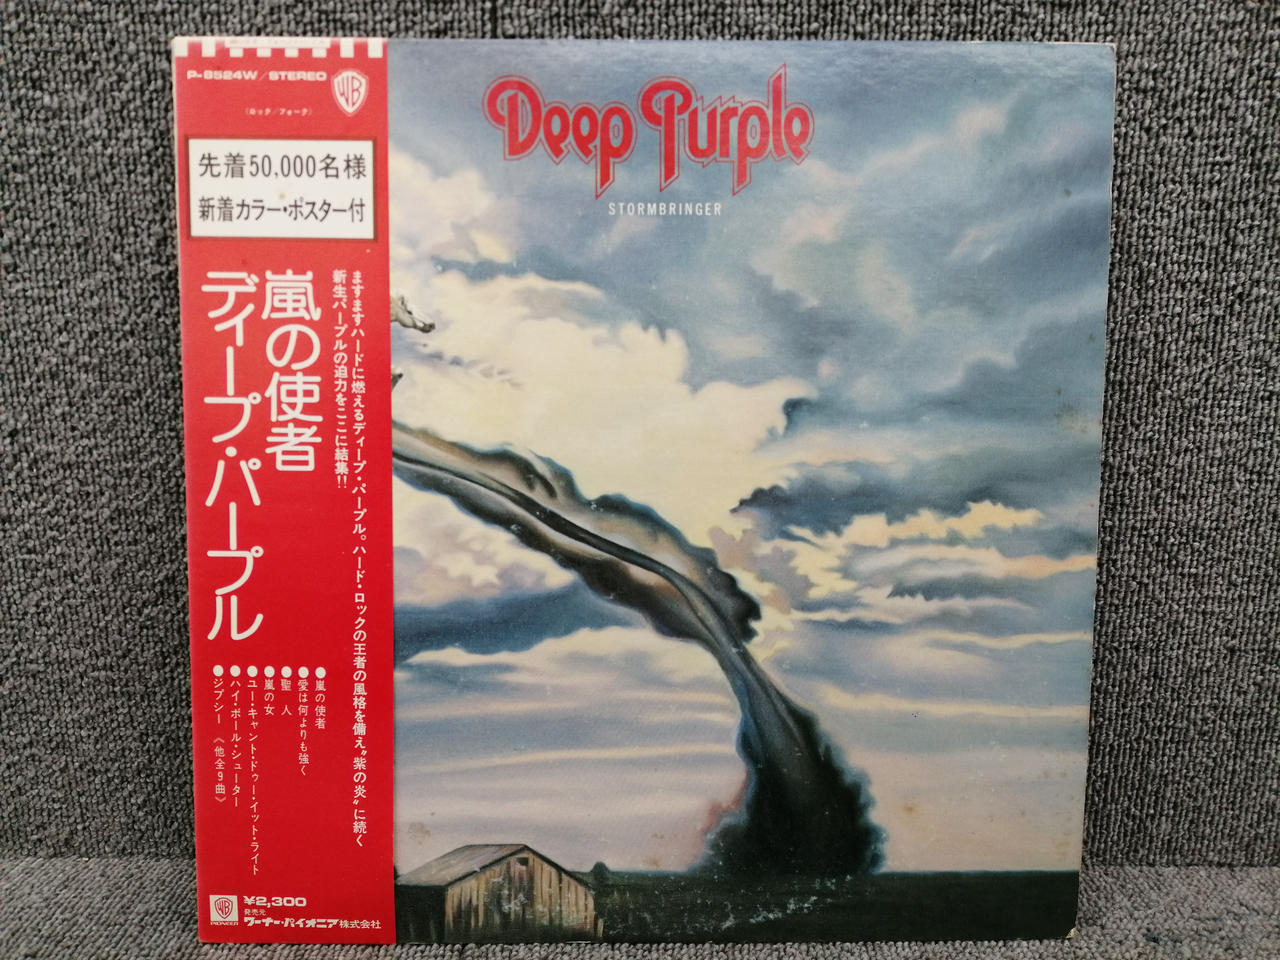 P-8524W/STEREO
WB
(ロック/フォーク)
先着50,000名様
新着カラー・ポスター付
ますますハードに燃えるディープ・パープル。ハード・ロックの王者の風格を備え〝紫の炎〟に続く
新生パープルの迫力をここに結集!!
嵐の使者
ディープ・パープル
●嵐の使者
●愛は何よりも強く
●聖人
●嵐の女
●ユー・キャント・ドゥー・イット・ライト
●ハイ・ボール・シューター
●ジプシー《他全9曲》
WB
PIONEER
¥2,300
発売元
ワーナー・パイオニア株式会社
Deep Purple
STORMBRINGER